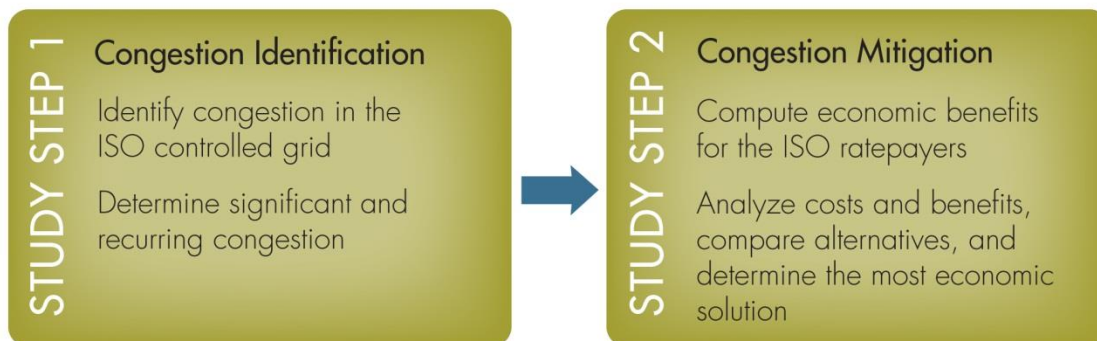 STUDY STEP 1
Congestion Identification
Identify congestion in the
ISO controlled grid
Determine significant and
recurring congestion
STUDY STEP 2
Congestion Mitigation
Compute economic benefits
for the ISO ratepayers
Analyze costs and benefits,
compare alternatives, and
determine the most economic
solution